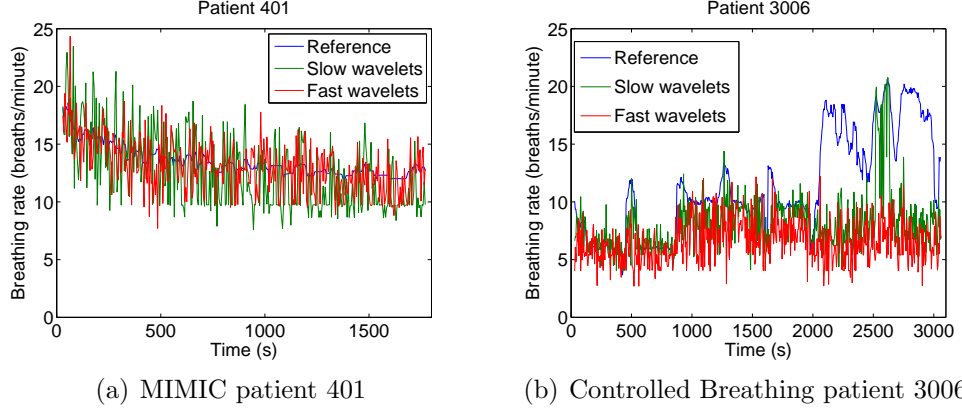 Patient 401
Breathing rate (breaths/minute)
25
20
15
10
5
0
Reference
Slow wavelets
Fast wavelets
0
500
1000
1500
Time (s)
(a) MIMIC patient 401
Patient 3006
Breathing rate (breaths/minute)
25
20
15
10
5
0
Reference
Slow wavelets
Fast wavelets
0
500
1000
1500
2000
2500
3000
Time (s)
(b) Controlled Breathing patient 3006